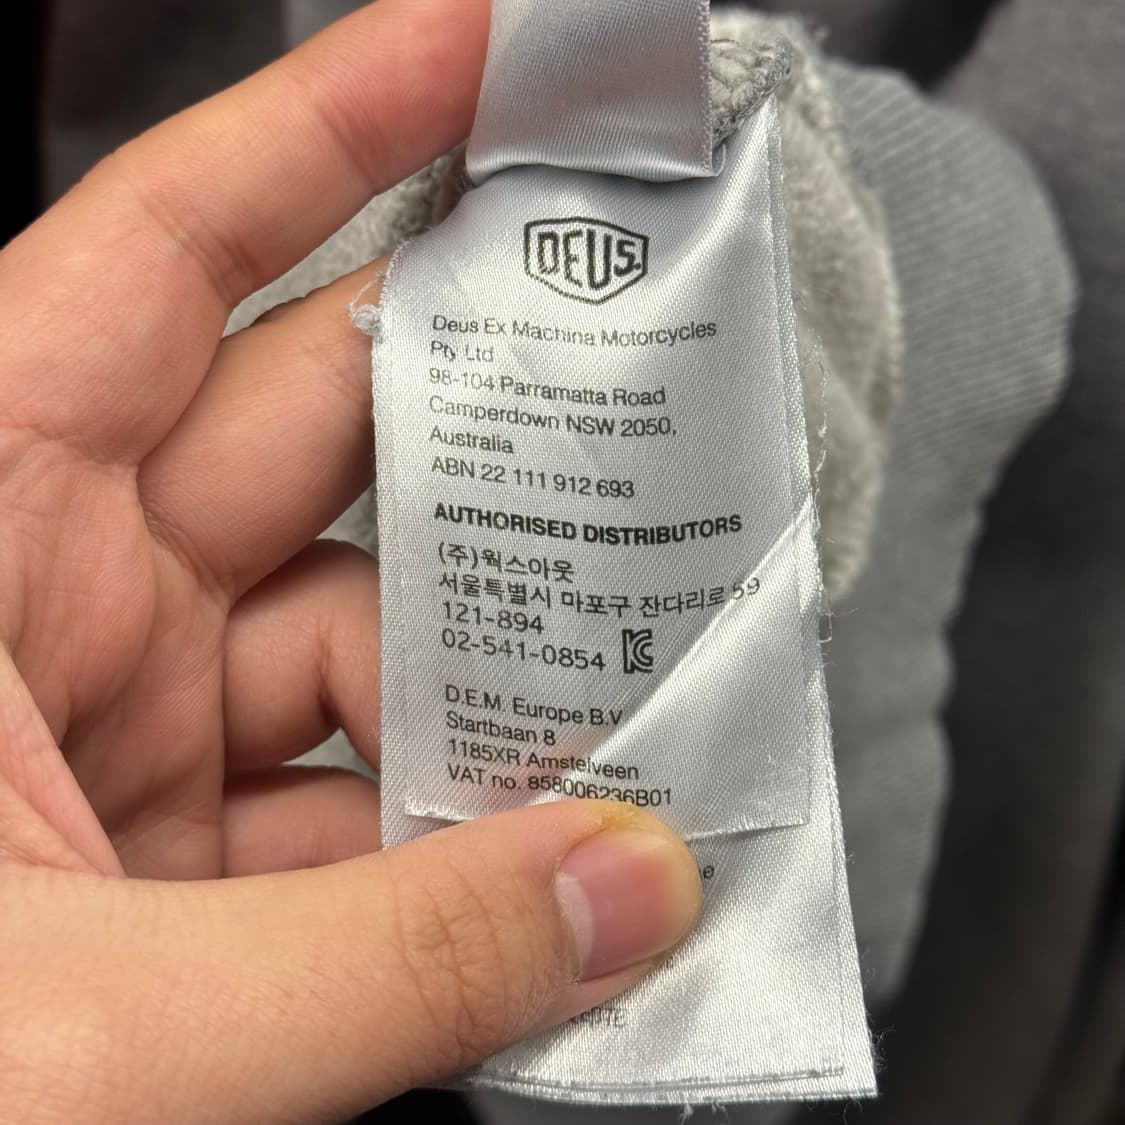 DEUS.
Deus Ex Machina Motorcycles
Pty Ltd
98-104 Parramatta Road
Camperdown NSW 2050,
Australia
ABN 22 111 912 693
AUTHORISED DISTRIBUTORS
(주)웍스아웃
서울특별시 마포구 잔다리로 59
121-894
02-541-0854
D.E.M. Europe B.V
Startbaan 8
1185XR Amstelveen
VAT no. 858006236B01